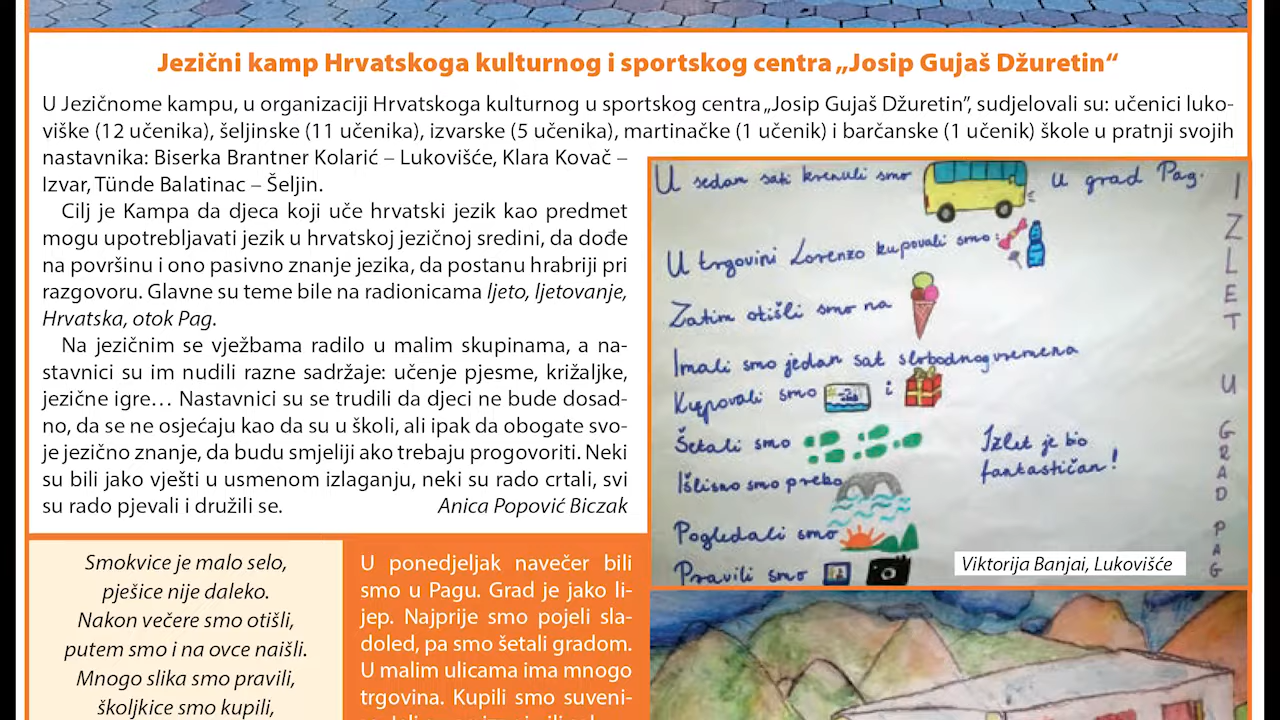 Jezični kamp Hrvatskoga kulturnog i sportskog centra „Josip Gujaš Džuretin“
U Jezičnome kampu, u organizaciji Hrvatskoga kulturnog u sportskog centra „Josip Gujaš Džuretin”, sudjelovali su: učenici luko-
viške (12 učenika), šeljinske (11 učenika), izvarske (5 učenika), martinačke (1 učenik) i barčanske (1 učenik) škole u pratnji svojih
nastavnika: Biserka Brantner Kolarić – Lukovišće, Klara Kovač –
Izvar, Tünde Balatinac – Šeljin.
Cilj je Kampa da djeca koji uče hrvatski jezik kao predmet
mogu upotrebljavati jezik u hrvatskoj jezičnoj sredini, da dođe
na površinu i ono pasivno znanje jezika, da postanu hrabriji pri
razgovoru. Glavne su teme bile na radionicama ljeto, ljetovanje,
Hrvatska, otok Pag.
Na jezičnim se vježbama radilo u malim skupinama, a na-
stavnici su im nudili razne sadržaje: učenje pjesme, križaljke,
jezične igre… Nastavnici su se trudili da djeci ne bude dosad-
no, da se ne osjećaju kao da su u školi, ali ipak da obogate svo-
je jezično znanje, da budu smjeliji ako trebaju progovoriti. Neki
su bili jako vješti u usmenom izlaganju, neki su rado crtali, svi
su rado pjevali i družili se. Anica Popović Biczak
U sedam sati krenuli smo u grad Pag.
U trgovini Lorenzo kupovali smo:
Zatim otišli smo na
Imali smo jedan sat slobodnog vremena
Kupovali smo i
Šetali smo
Izlet je bio
fantastičan!
Išli smo preko
Pogledali smo
Pravili smo
IZLET U GRAD PAG
Viktorija Banjai, Lukovišće
Smokvice je malo selo,
pješice nije daleko.
Nakon večere smo otišli,
putem smo i na ovce naišli.
Mnogo slika smo pravili,
školjkice smo kupili,
U ponedjeljak navečer bili
smo u Pagu. Grad je jako li-
jep. Najprije smo pojeli sla-
doled, pa smo šetali gradom.
U malim ulicama ima mnogo
trgovina. Kupili smo suveni-